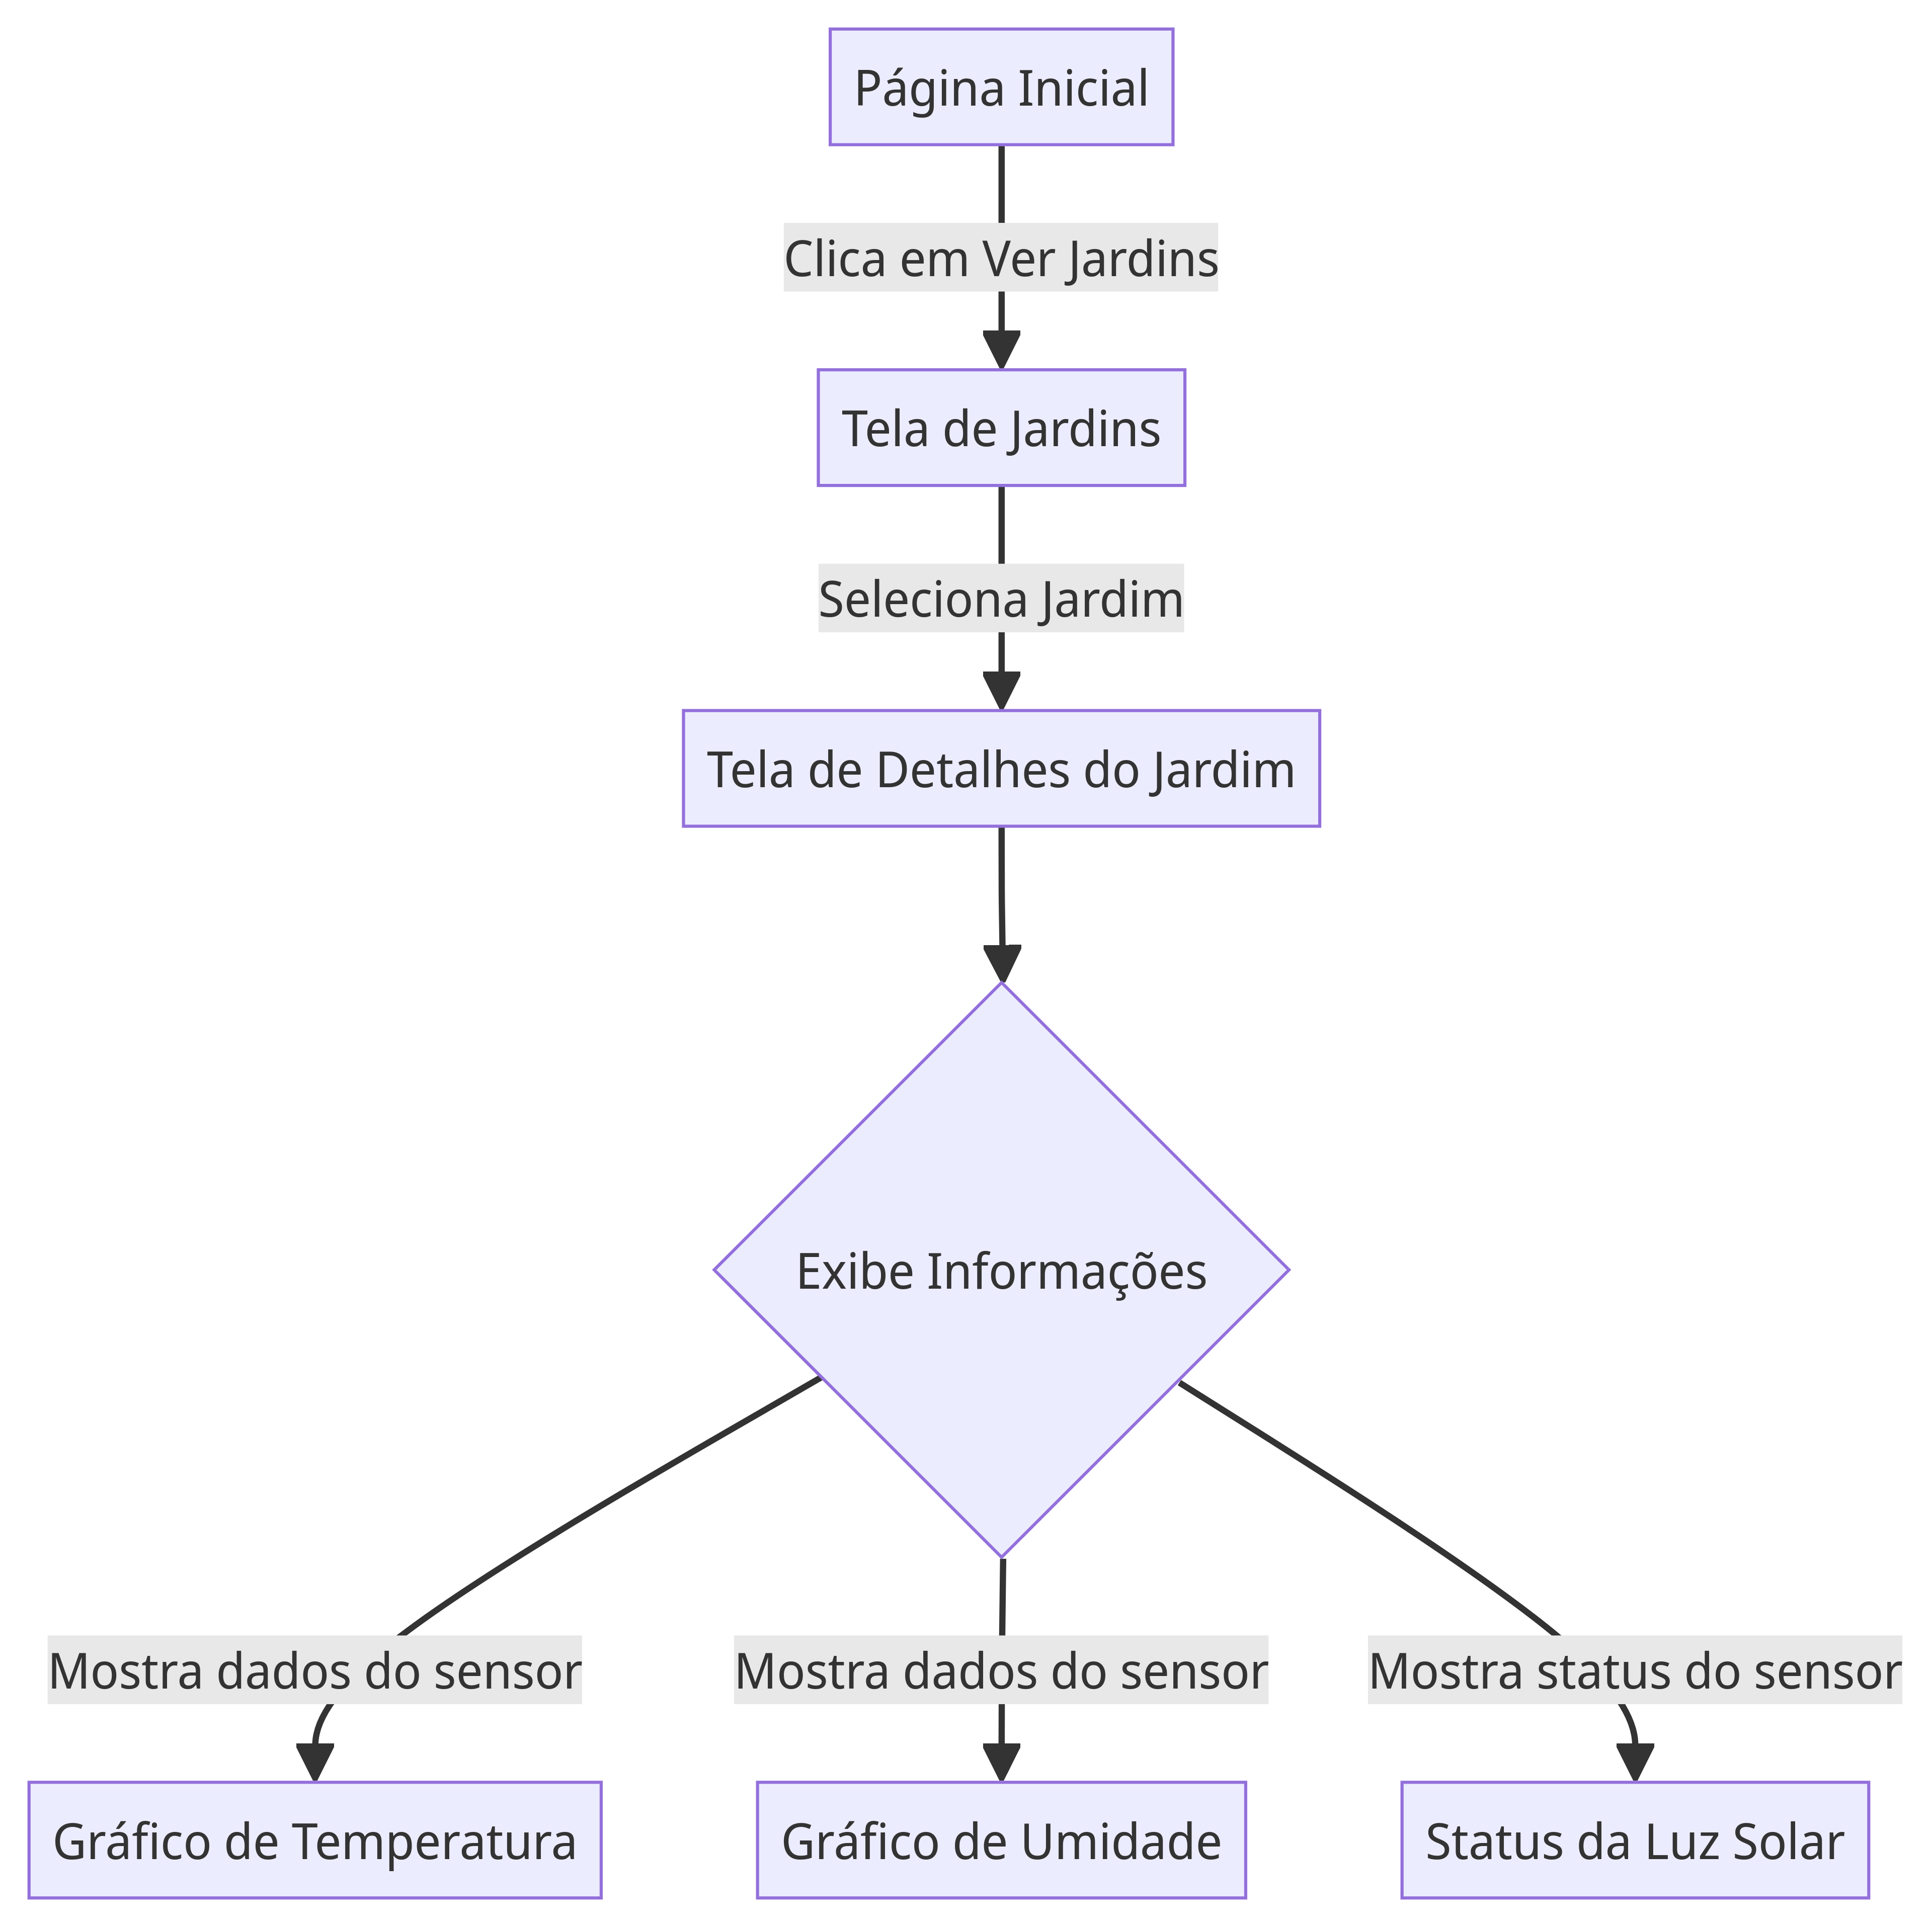 Página Inicial
Clica em Ver Jardins
Tela de Jardins
Seleciona Jardim
Tela de Detalhes do Jardim
Exibe Informações
Mostra dados do sensor
Mostra dados do sensor
Mostra status do sensor
Gráfico de Temperatura
Gráfico de Umidade
Status da Luz Solar